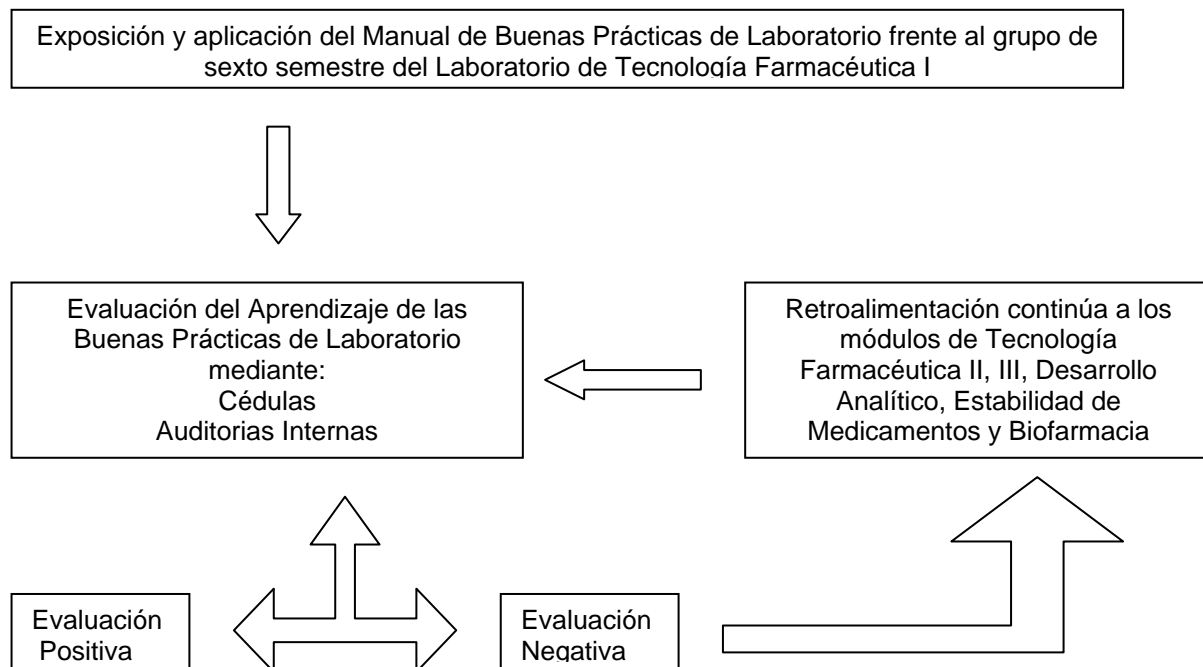 Exposición y aplicación del Manual de Buenas Prácticas de Laboratorio frente al grupo de
sexto semestre del Laboratorio de Tecnología Farmacéutica I
Evaluación del Aprendizaje de las
Buenas Prácticas de Laboratorio
mediante:
Cédulas
Auditorias Internas
Retroalimentación continúa a los
módulos de Tecnología
Farmacéutica II, III, Desarrollo
Analítico, Estabilidad de
Medicamentos y Biofarmacia
Evaluación
Positiva
Evaluación
Negativa